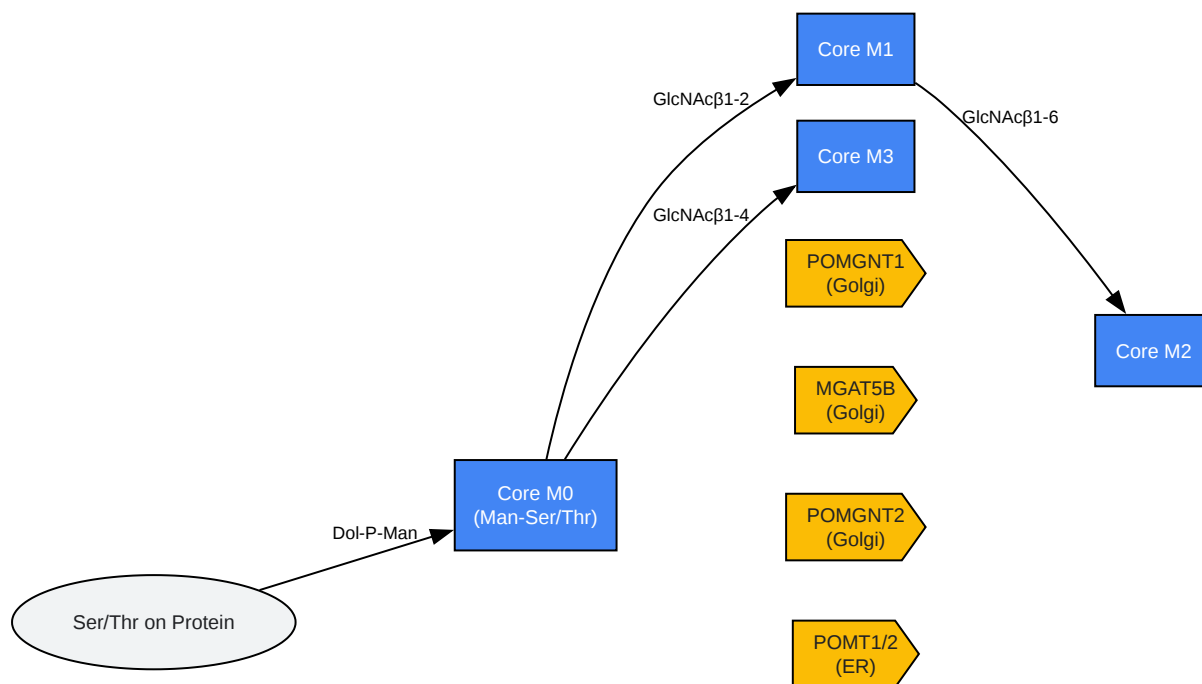 Core M1
GlcNAcβ1-2
GlcNAcβ1-6
Core M3
GlcNAcβ1-4
POMGNT1
(Golgi)
Core M2
MGAT5B
(Golgi)
Core M0
(Man-Ser/Thr)
POMGNT2
(Golgi)
Dol-P-Man
Ser/Thr on Protein
POMT1/2
(ER)